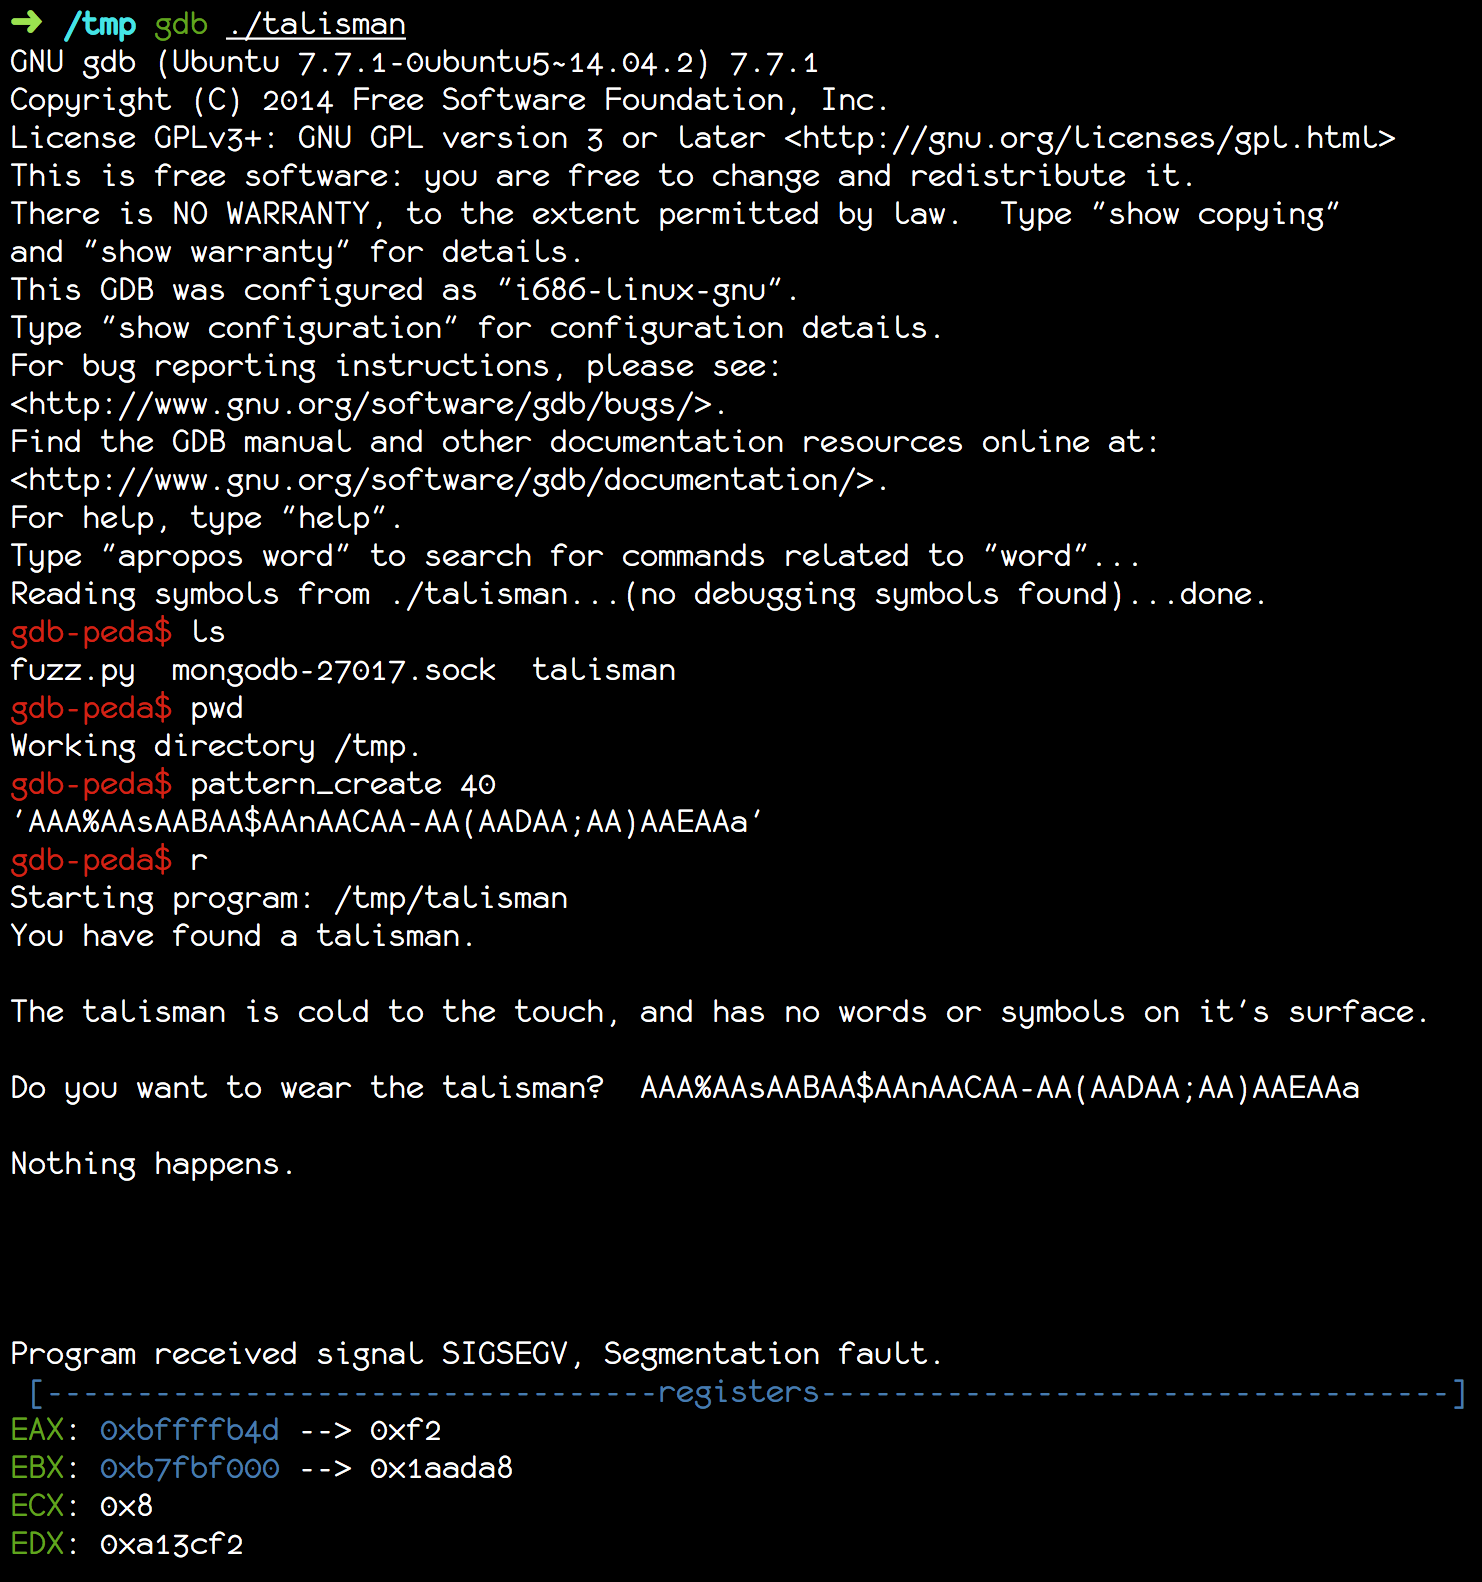 ➜ /tmp gdb ./talisman
GNU gdb (Ubuntu 7.7.1-0ubuntu5~14.04.2) 7.7.1
Copyright (C) 2014 Free Software Foundation, Inc.
License GPLv3+: GNU GPL version 3 or later <http://gnu.org/licenses/gpl.html>
This is free software: you are free to change and redistribute it.
There is NO WARRANTY, to the extent permitted by law.  Type "show copying"
and "show warranty" for details.
This GDB was configured as "i686-linux-gnu".
Type "show configuration" for configuration details.
For bug reporting instructions, please see:
<http://www.gnu.org/software/gdb/bugs/>.
Find the GDB manual and other documentation resources online at:
<http://www.gnu.org/software/gdb/documentation/>.
For help, type "help".
Type "apropos word" to search for commands related to "word"...
Reading symbols from ./talisman...(no debugging symbols found)...done.
gdb-peda$ ls
fuzz.py  mongodb-27017.sock  talisman
gdb-peda$ pwd
Working directory /tmp.
gdb-peda$ pattern_create 40
'AAA%AAsAABAA$AAnAACAA-AA(AADAA;AA)AAEAAa'
gdb-peda$ r
Starting program: /tmp/talisman
You have found a talisman.
The talisman is cold to the touch, and has no words or symbols on it's surface.
Do you want to wear the talisman?  AAA%AAsAABAA$AAnAACAA-AA(AADAA;AA)AAEAAa
Nothing happens.
Program received signal SIGSEGV, Segmentation fault.
[----------------------------------registers-----------------------------------]
EAX: 0xbffffb4d --> 0xf2
EBX: 0xb7fbf000 --> 0x1aada8
ECX: 0x8
EDX: 0xa13cf2